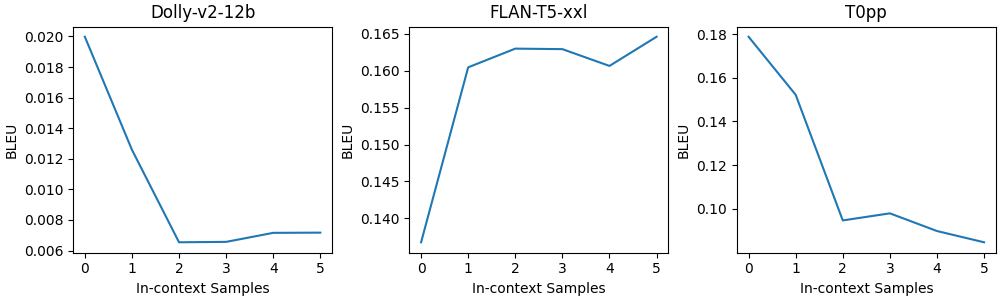 Dolly-v2-12b
0.020
0.018
0.016
0.014
0.012
0.010
0.008
0.006
BLEU
0 1 2 3 4 5
In-context Samples
FLAN-T5-xxl
0.165
0.160
0.155
0.150
0.145
0.140
BLEU
0 1 2 3 4 5
In-context Samples
T0pp
0.18
0.16
0.14
0.12
0.10
BLEU
0 1 2 3 4 5
In-context Samples